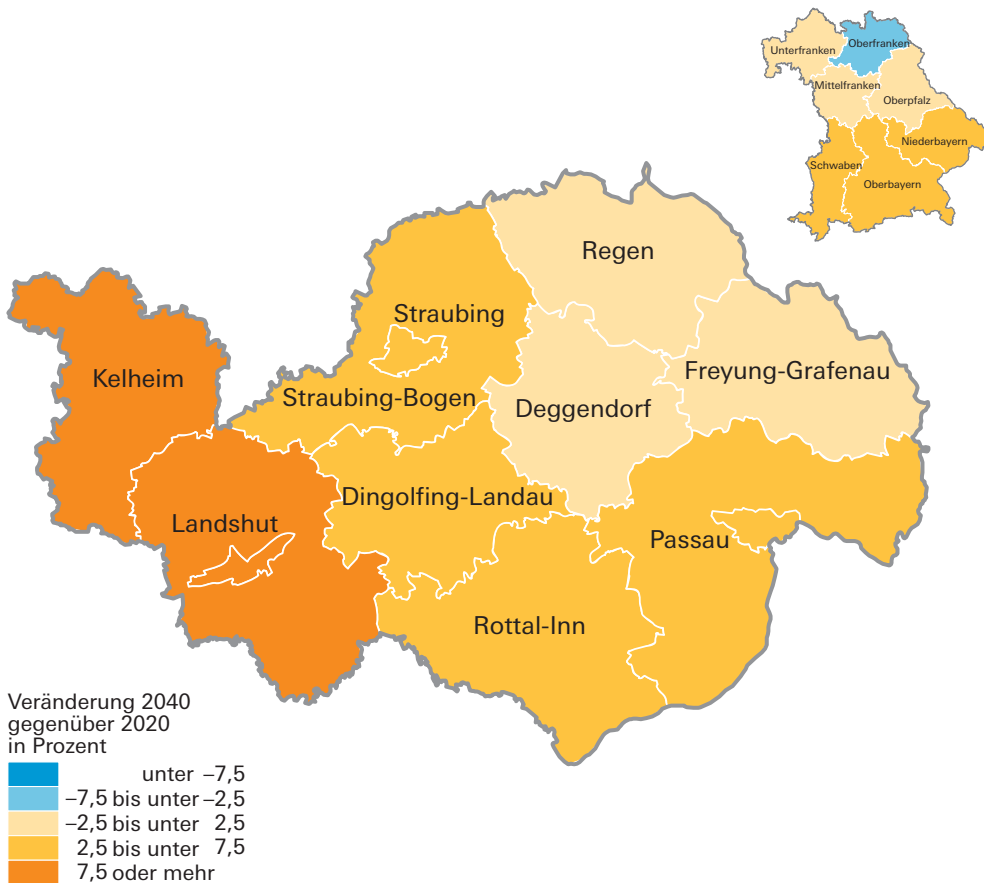 Oberfranken
Unterfranken
Mittelfranken
Oberpfalz
Niederbayern
Schwaben
Oberbayern
Regen
Straubing
Kelheim
Freyung-Grafenau
Straubing-Bogen
Deggendorf
Dingolfing-Landau
Landshut
Passau
Rottal-Inn
Veränderung 2040
gegenüber 2020
in Prozent
unter –7,5
–7,5 bis unter –2,5
–2,5 bis unter 2,5
2,5 bis unter 7,5
7,5 oder mehr